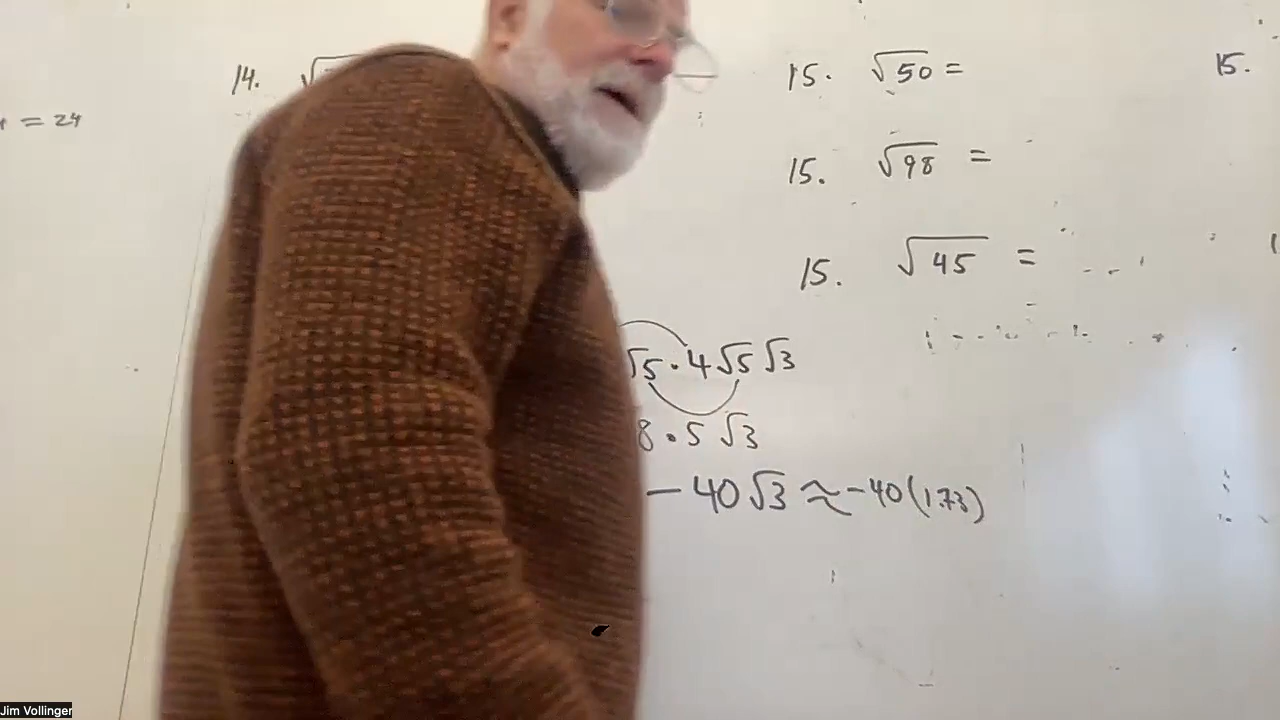 14. √
= 24
15. √50 =
15.
15. √98 =
15. √45 =
√5 · 4√5 √3
8 · 5 √3
− 40 √3 ≈ −40 (1.73)
Jim Vollinger